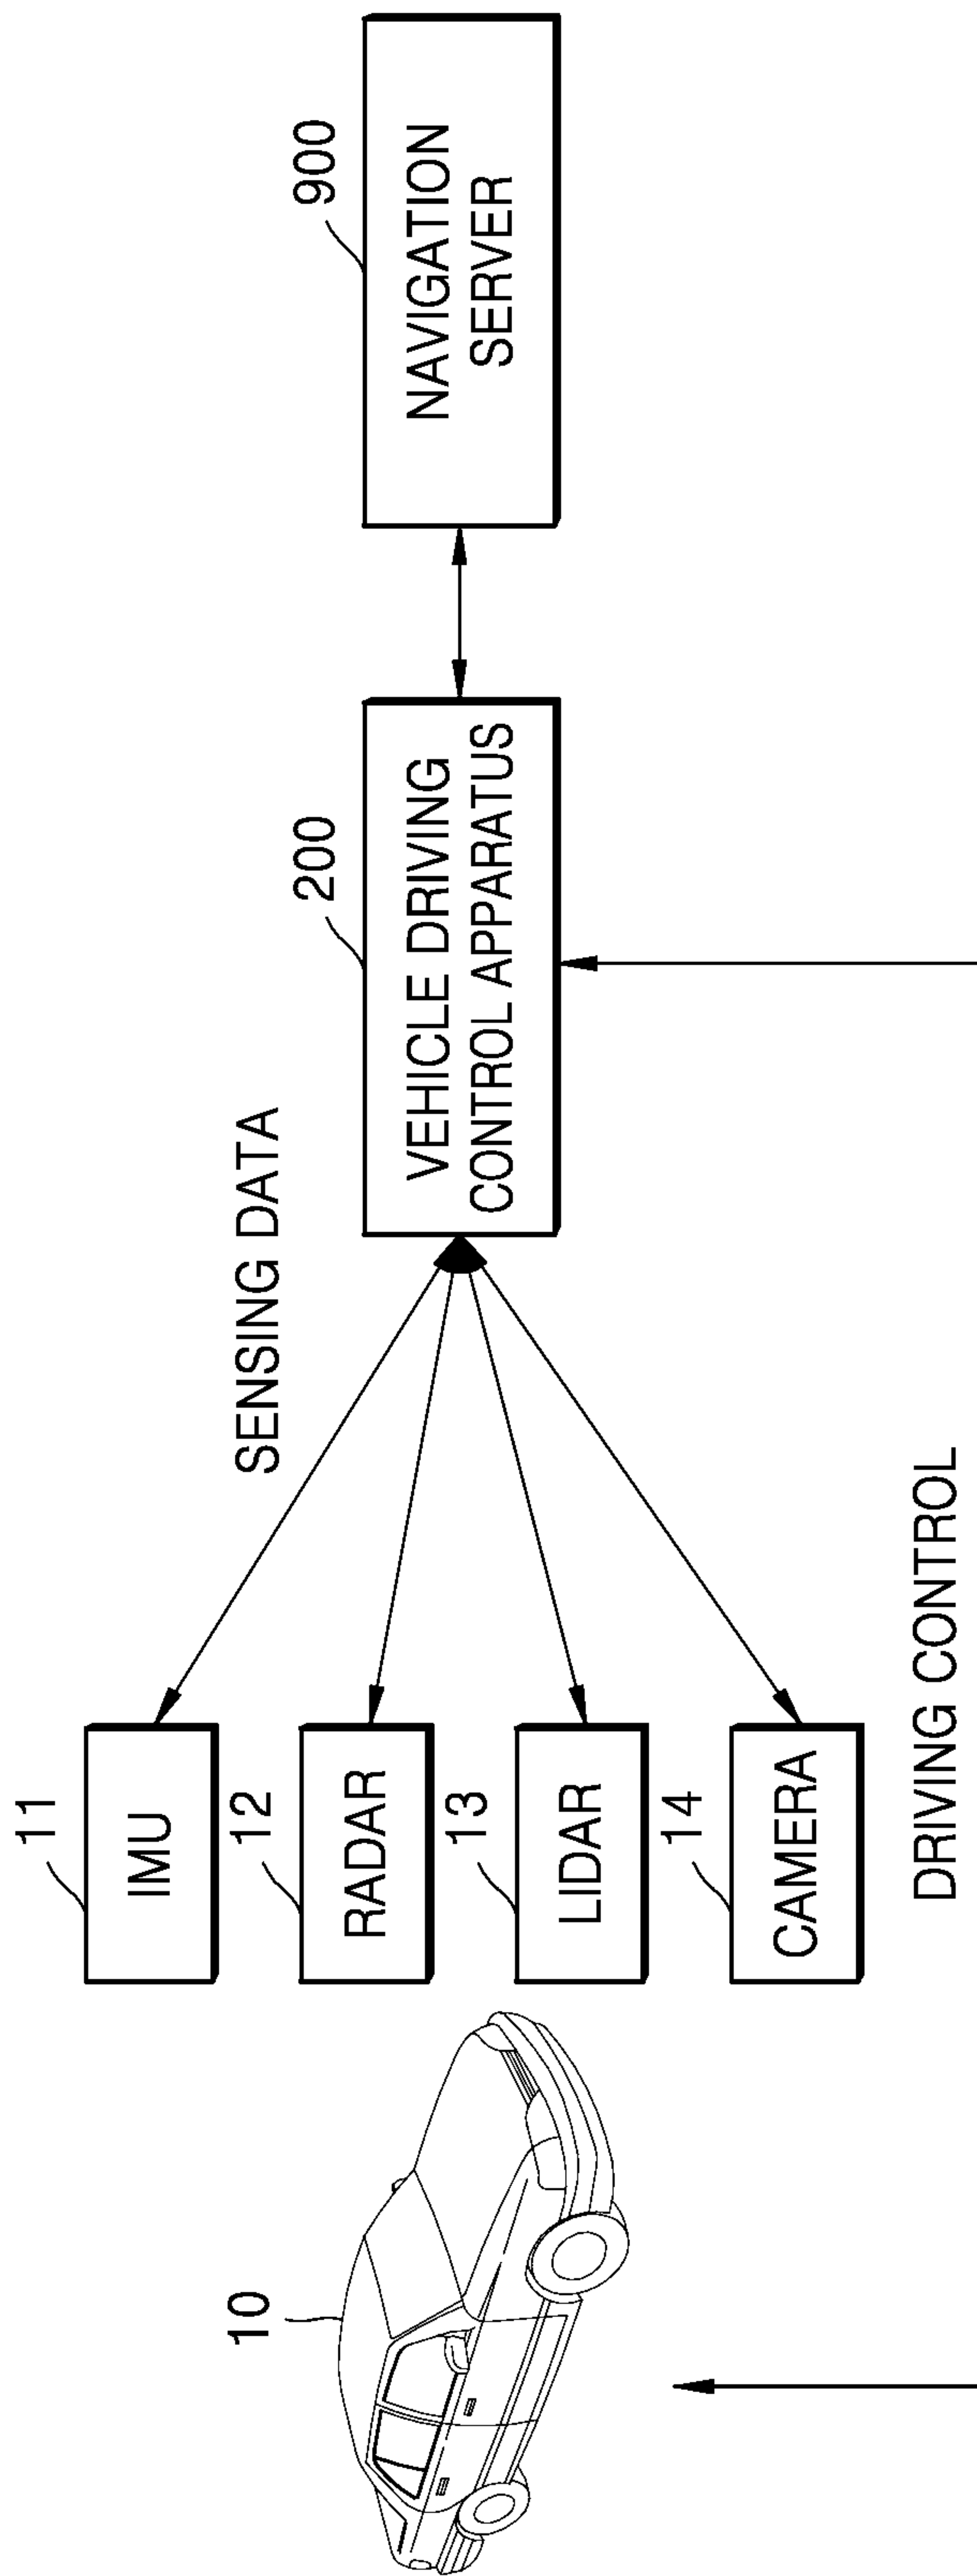 SENSING DATA
11
IMU
12
RADAR
13
LIDAR
14
CAMERA
10
200
VEHICLE DRIVING
CONTROL APPARATUS
900
NAVIGATION
SERVER
DRIVING CONTROL